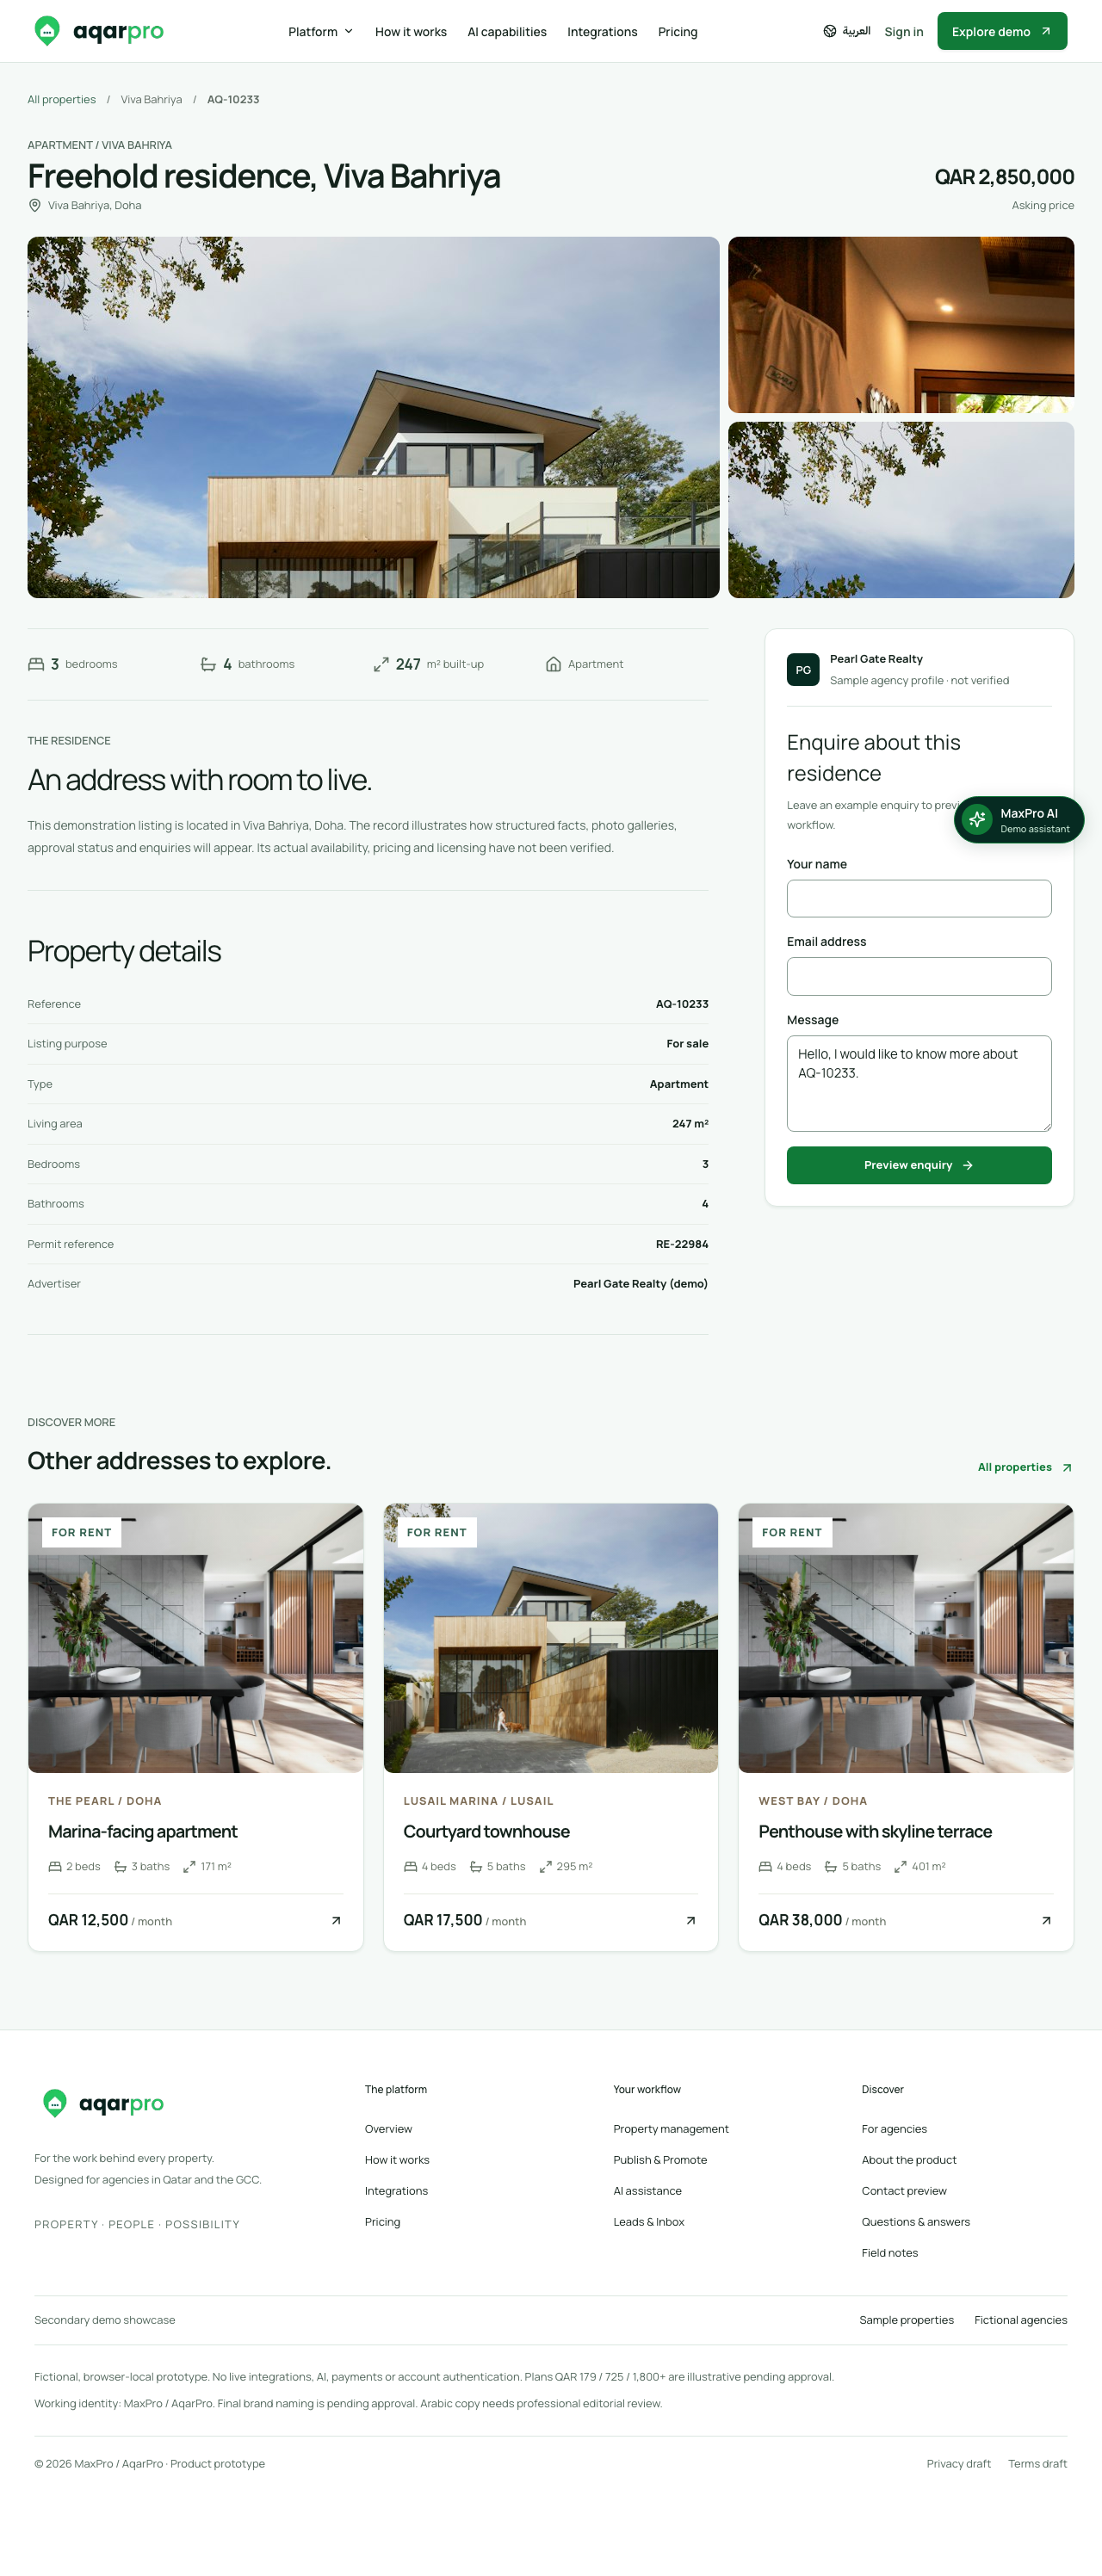 aqarpro
Platform
How it works
AI capabilities
Integrations
Pricing
العربية
Sign in
Explore demo
All properties / Viva Bahriya / AQ-10233
APARTMENT / VIVA BAHRIYA
Freehold residence, Viva Bahriya
QAR 2,850,000
Viva Bahriya, Doha
Asking price
3 bedrooms
4 bathrooms
247 m² built-up
Apartment
THE RESIDENCE
An address with room to live.
This demonstration listing is located in Viva Bahriya, Doha. The record illustrates how structured facts, photo galleries,
approval status and enquiries will appear. Its actual availability, pricing and licensing have not been verified.
Property details
Reference AQ-10233
Listing purpose For sale
Type Apartment
Living area 247 m²
Bedrooms 3
Bathrooms 4
Permit reference RE-22984
Advertiser Pearl Gate Realty (demo)
PG
Pearl Gate Realty
Sample agency profile · not verified
Enquire about this
residence
Leave an example enquiry to
workflow.
MaxPro AI
Demo assistant
Your name
Email address
Message
Hello, I would like to know more about
AQ-10233.
Preview enquiry
DISCOVER MORE
Other addresses to explore.
All properties
FOR RENT
THE PEARL / DOHA
Marina-facing apartment
2 beds 3 baths 171 m²
QAR 12,500 / month
FOR RENT
LUSAIL MARINA / LUSAIL
Courtyard townhouse
4 beds 5 baths 295 m²
QAR 17,500 / month
FOR RENT
WEST BAY / DOHA
Penthouse with skyline terrace
4 beds 5 baths 401 m²
QAR 38,000 / month
aqarpro
For the work behind every property.
Designed for agencies in Qatar and the GCC.
PROPERTY · PEOPLE · POSSIBILITY
The platform
Overview
How it works
Integrations
Pricing
Your workflow
Property management
Publish & Promote
AI assistance
Leads & Inbox
Discover
For agencies
About the product
Contact preview
Questions & answers
Field notes
Secondary demo showcase
Sample properties
Fictional agencies
Fictional, browser-local prototype. No live integrations, AI, payments or account authentication. Plans QAR 179 / 725 / 1,800+ are illustrative pending approval.
Working identity: MaxPro / AqarPro. Final brand naming is pending approval. Arabic copy needs professional editorial review.
© 2026 MaxPro / AqarPro · Product prototype
Privacy draft
Terms draft